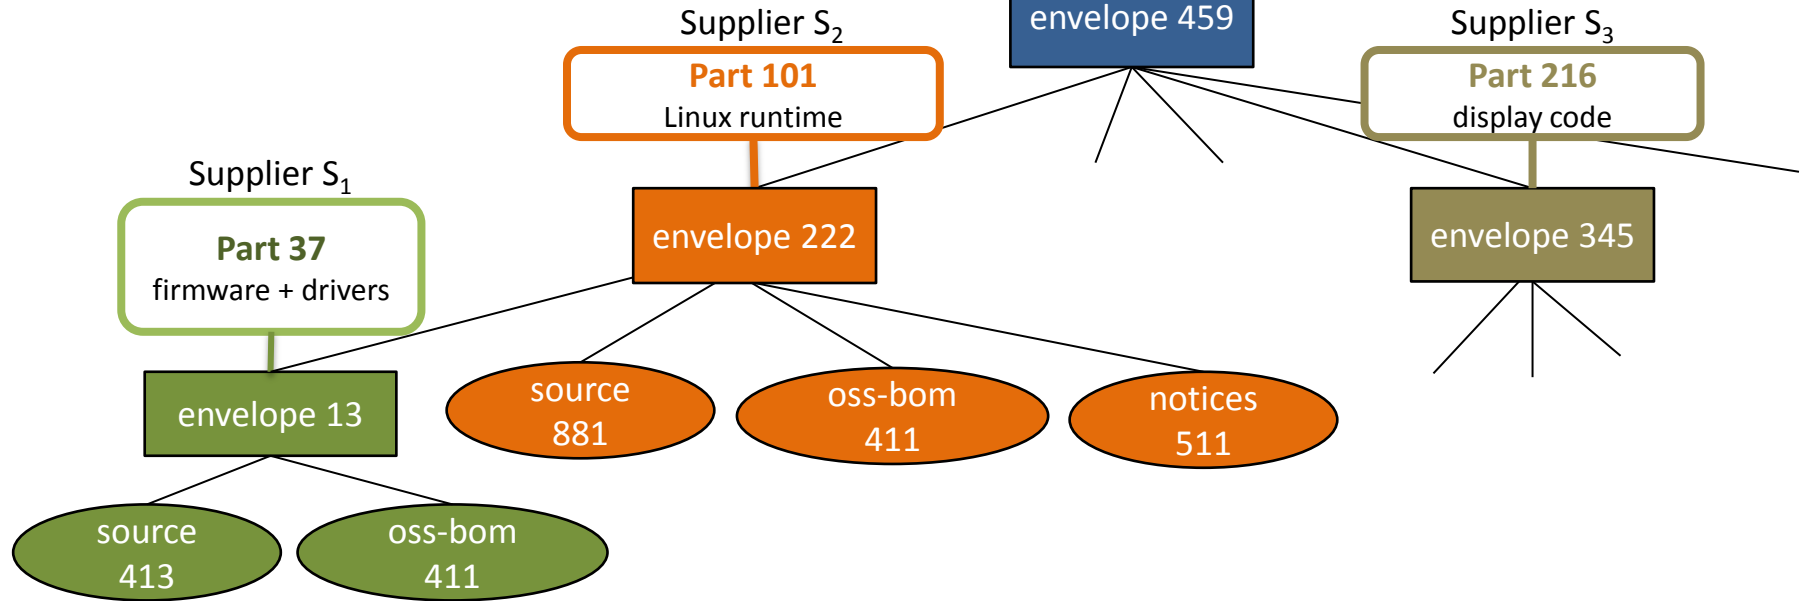 envelope 459
Supplier S2
Part 101
Linux runtime
Supplier S3
Part 216
display code
Supplier S1
Part 37
firmware + drivers
envelope 222
envelope 345
envelope 13
source
881
oss-bom
411
notices
511
source
413
oss-bom
411